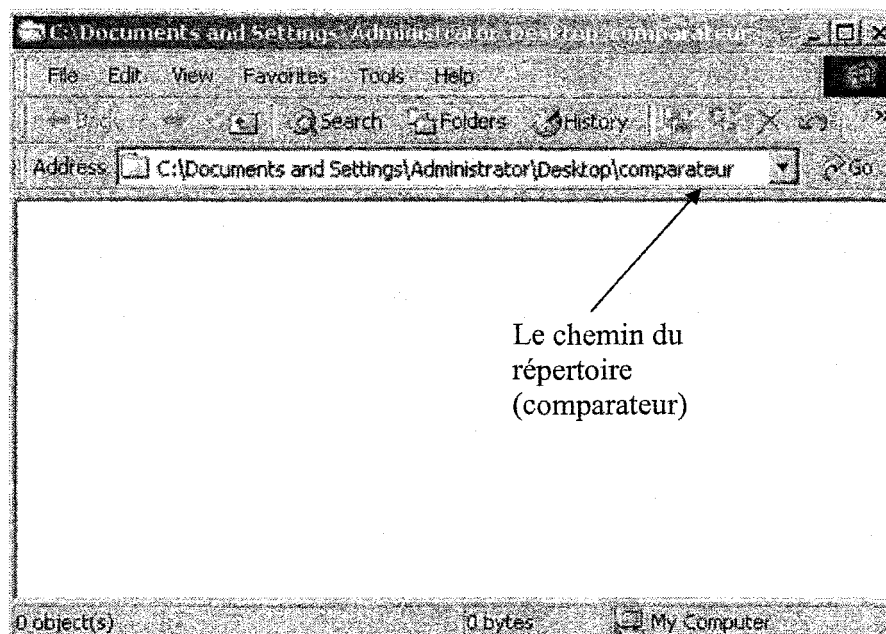 C:\Documents and Settings\Administrator\Desktop\comparateur
File Edit View Favorites Tools Help
Back Search Folders History
Address C:\Documents and Settings\Administrator\Desktop\comparateur Go
Le chemin du
répertoire
(comparateur)
0 object(s) 0 bytes My Computer